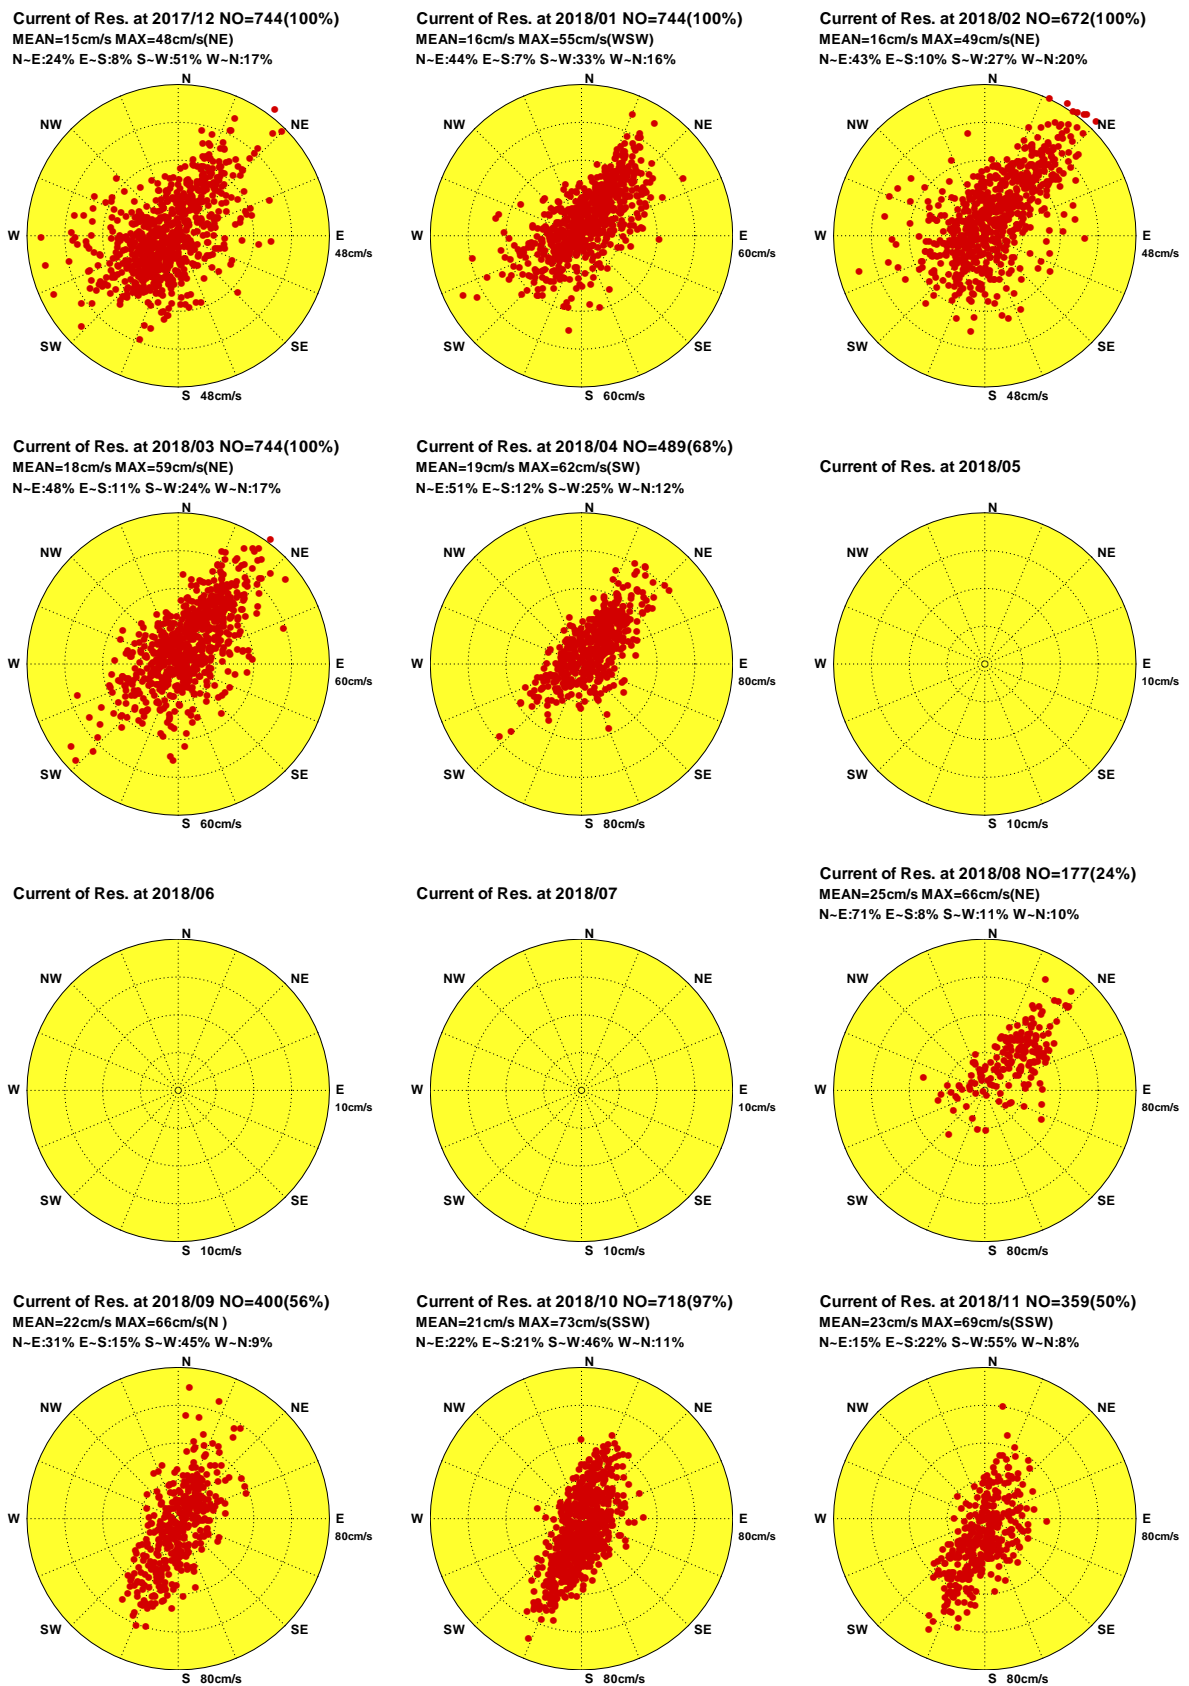 Current of Res. at 2017/12 NO=744(100%)
MEAN=15cm/s MAX=48cm/s(NE)
N~E:24% E~S:8% S~W:51% W~N:17%
N
NW
NE
W
E
48cm/s
SW
SE
S 48cm/s
Current of Res. at 2018/01 NO=744(100%)
MEAN=16cm/s MAX=55cm/s(WSW)
N~E:44% E~S:7% S~W:33% W~N:16%
N
NW
NE
W
E
60cm/s
SW
SE
S 60cm/s
Current of Res. at 2018/02 NO=672(100%)
MEAN=16cm/s MAX=49cm/s(NE)
N~E:43% E~S:10% S~W:27% W~N:20%
N
NW
NE
W
E
48cm/s
SW
SE
S 48cm/s
Current of Res. at 2018/03 NO=744(100%)
MEAN=18cm/s MAX=59cm/s(NE)
N~E:48% E~S:11% S~W:24% W~N:17%
N
NW
NE
W
E
60cm/s
SW
SE
S 60cm/s
Current of Res. at 2018/04 NO=489(68%)
MEAN=19cm/s MAX=62cm/s(SW)
N~E:51% E~S:12% S~W:25% W~N:12%
N
NW
NE
W
E
80cm/s
SW
SE
S 80cm/s
Current of Res. at 2018/05
N
NW
NE
W
E
10cm/s
SW
SE
S 10cm/s
Current of Res. at 2018/06
N
NW
NE
W
E
10cm/s
SW
SE
S 10cm/s
Current of Res. at 2018/07
N
NW
NE
W
E
10cm/s
SW
SE
S 10cm/s
Current of Res. at 2018/08 NO=177(24%)
MEAN=25cm/s MAX=66cm/s(NE)
N~E:71% E~S:8% S~W:11% W~N:10%
N
NW
NE
W
E
80cm/s
SW
SE
S 80cm/s
Current of Res. at 2018/09 NO=400(56%)
MEAN=22cm/s MAX=66cm/s(N )
N~E:31% E~S:15% S~W:45% W~N:9%
N
NW
NE
W
E
80cm/s
SW
SE
S 80cm/s
Current of Res. at 2018/10 NO=718(97%)
MEAN=21cm/s MAX=73cm/s(SSW)
N~E:22% E~S:21% S~W:46% W~N:11%
N
NW
NE
W
E
80cm/s
SW
SE
S 80cm/s
Current of Res. at 2018/11 NO=359(50%)
MEAN=23cm/s MAX=69cm/s(SSW)
N~E:15% E~S:22% S~W:55% W~N:8%
N
NW
NE
W
E
80cm/s
SW
SE
S 80cm/s